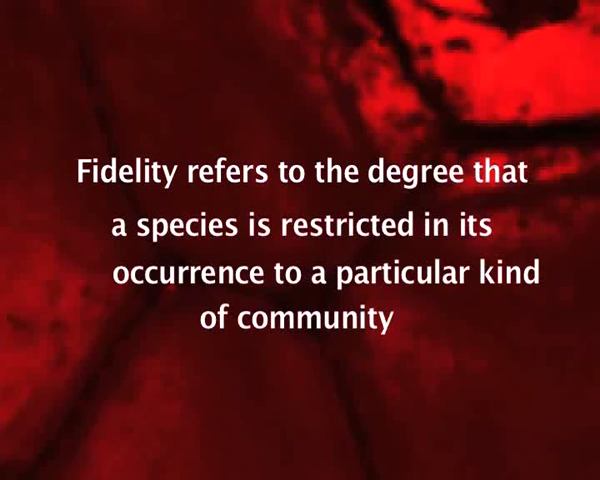 Fidelity refers to the degree that
a species is restricted in its
occurrence to a particular kind
of community